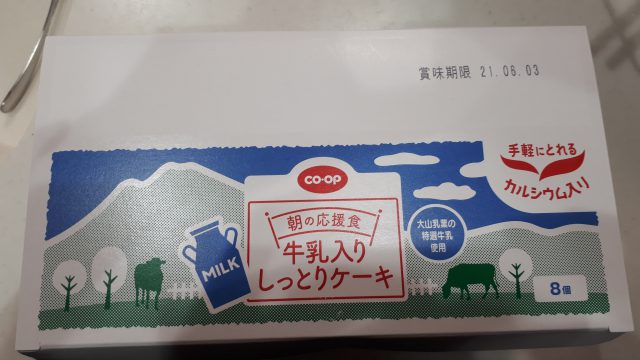 賞味期限 21.06.03
手軽にとれる
カルシウム入り
co·op
朝の応援食
牛乳入り
しっとりケーキ
大山乳業の
特選牛乳
使用
MILK
8個